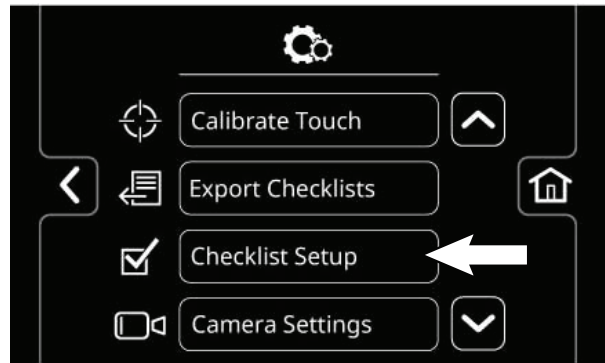 Calibrate Touch
Export Checklists
Checklist Setup
Camera Settings